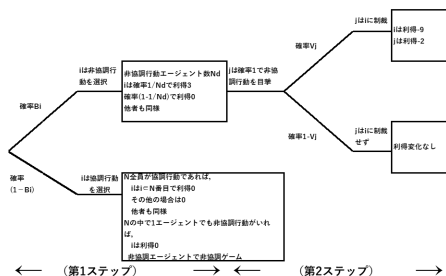 iは非協調行
動を選択
確率Bi
確率
(1－Bi)
iは協調行動
を選択
非協調行動エージェント数Nd
iは確率1/Ndで利得3
確率(1-1/Nd)で利得0
他者も同様
N全員が協調行動であれば、
iはi⊂N番目で利得0
その他の場合は0
他者も同様
Nの中で1エージェントでも非協調行動がいれ
ば、
iは利得0
非協調エージェントで非協調ゲーム
jは確率1で非協
調行動を目撃
確率Vj
確率1-Vj
jはiに制裁
iは利得-9
jは利得-2
jはiに制裁
せず
利得変化なし
(第1ステップ)
(第2ステップ)